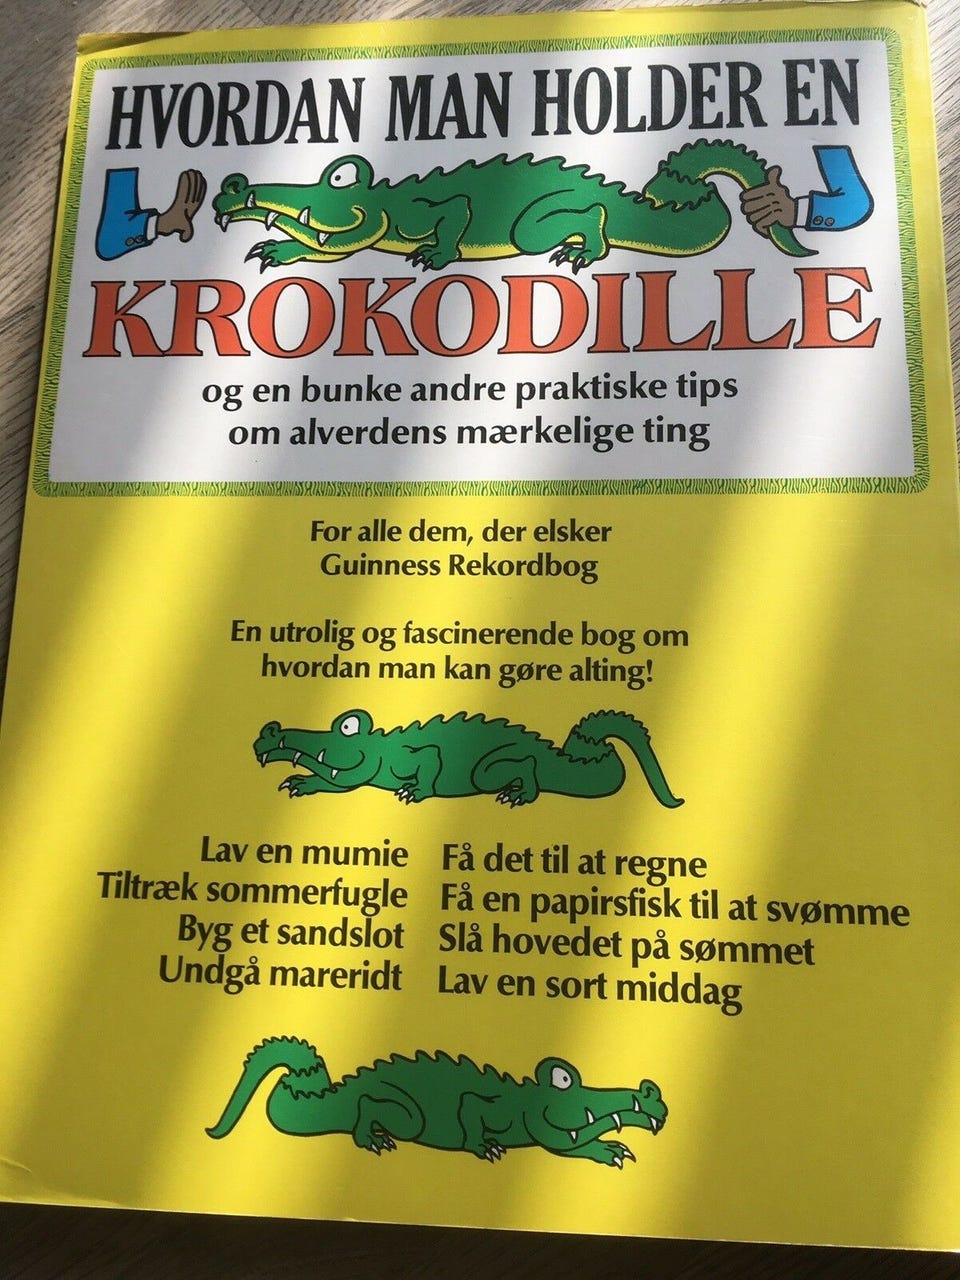 HVORDAN MAN HOLDER EN
KROKODILLE
og en bunke andre praktiske tips
om alverdens mærkelige ting
For alle dem, der elsker
Guinness Rekordbog
En utrolig og fascinerende bog om
hvordan man kan gøre alting!
Lav en mumie
Tiltræk sommerfugle
Byg et sandslot
Undgå mareridt
Få det til at regne
Få en papirsfisk til at svømme
Slå hovedet på sømmet
Lav en sort middag